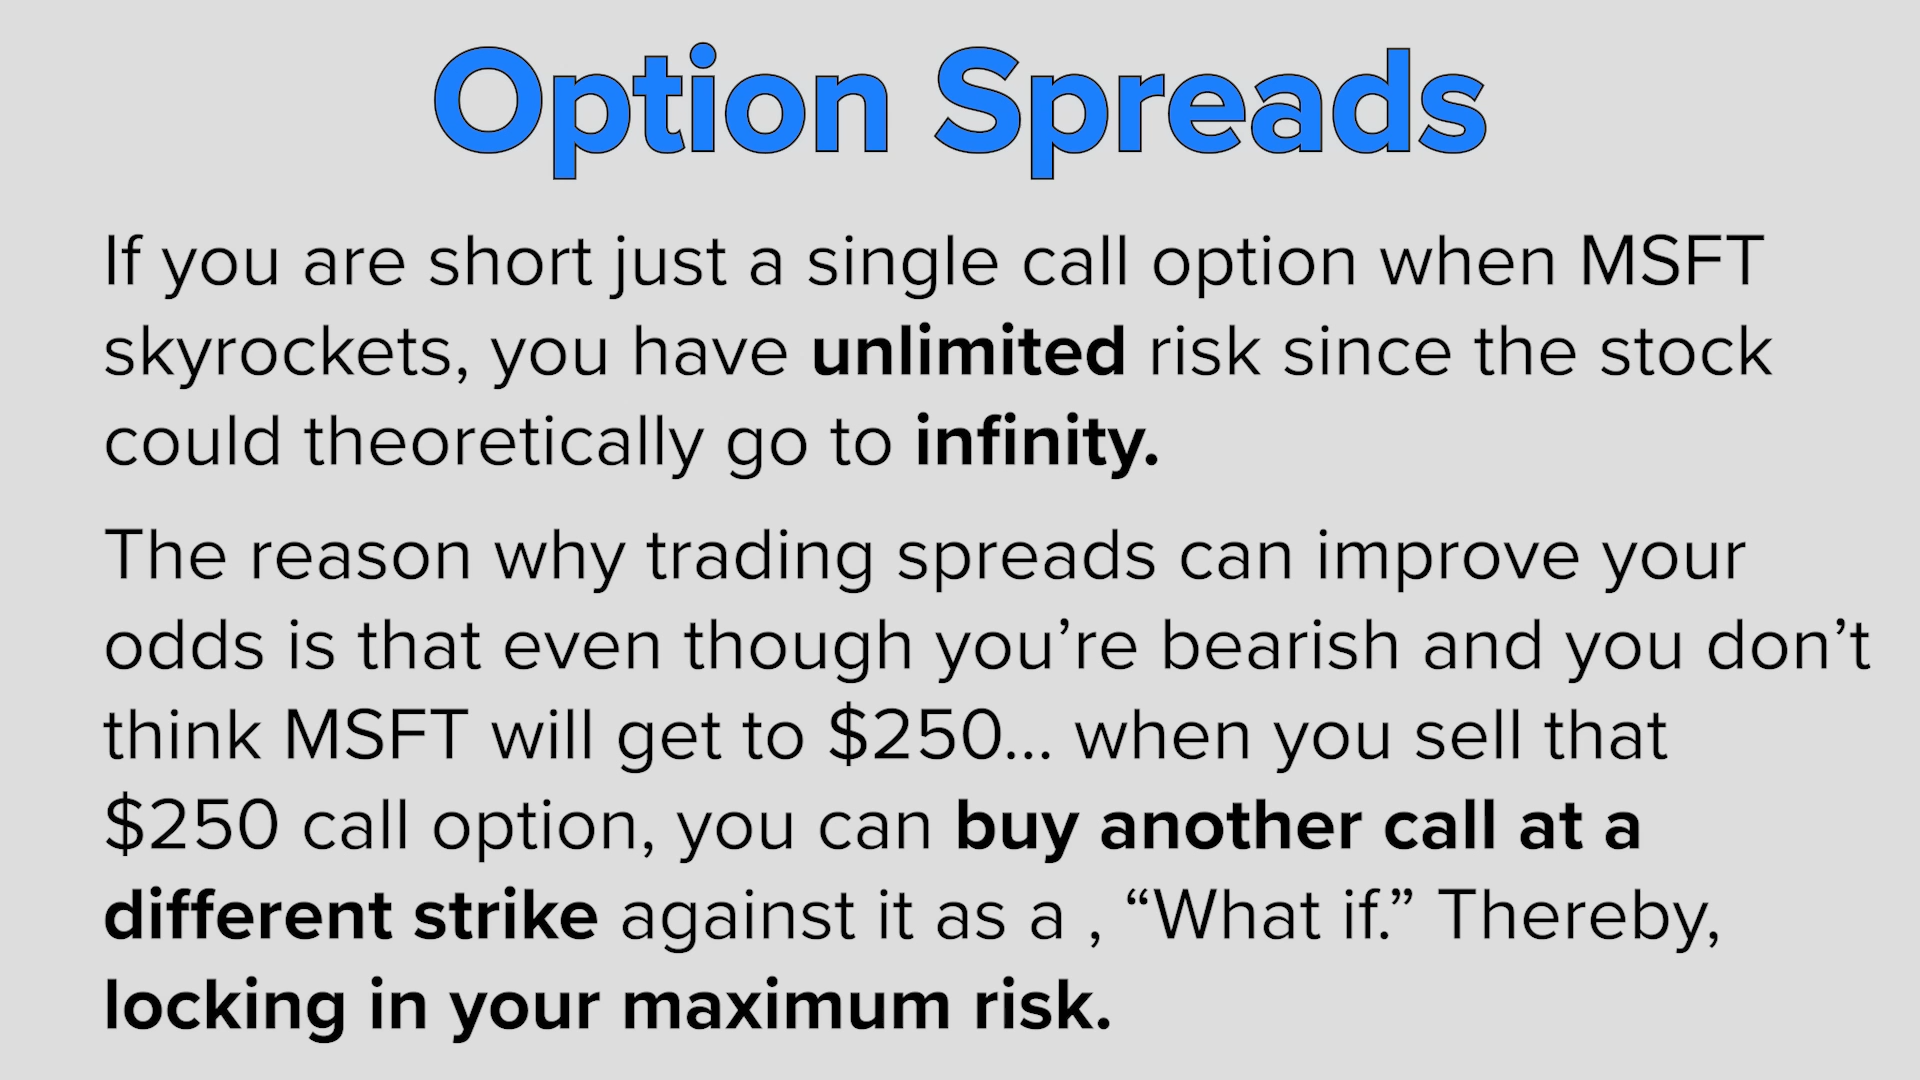 Option Spreads
If you are short just a single call option when MSFT
skyrockets, you have unlimited risk since the stock
could theoretically go to infinity.
The reason why trading spreads can improve your
odds is that even though you’re bearish and you don’t
think MSFT will get to $250... when you sell that
$250 call option, you can buy another call at a
different strike against it as a , “What if.” Thereby,
locking in your maximum risk.